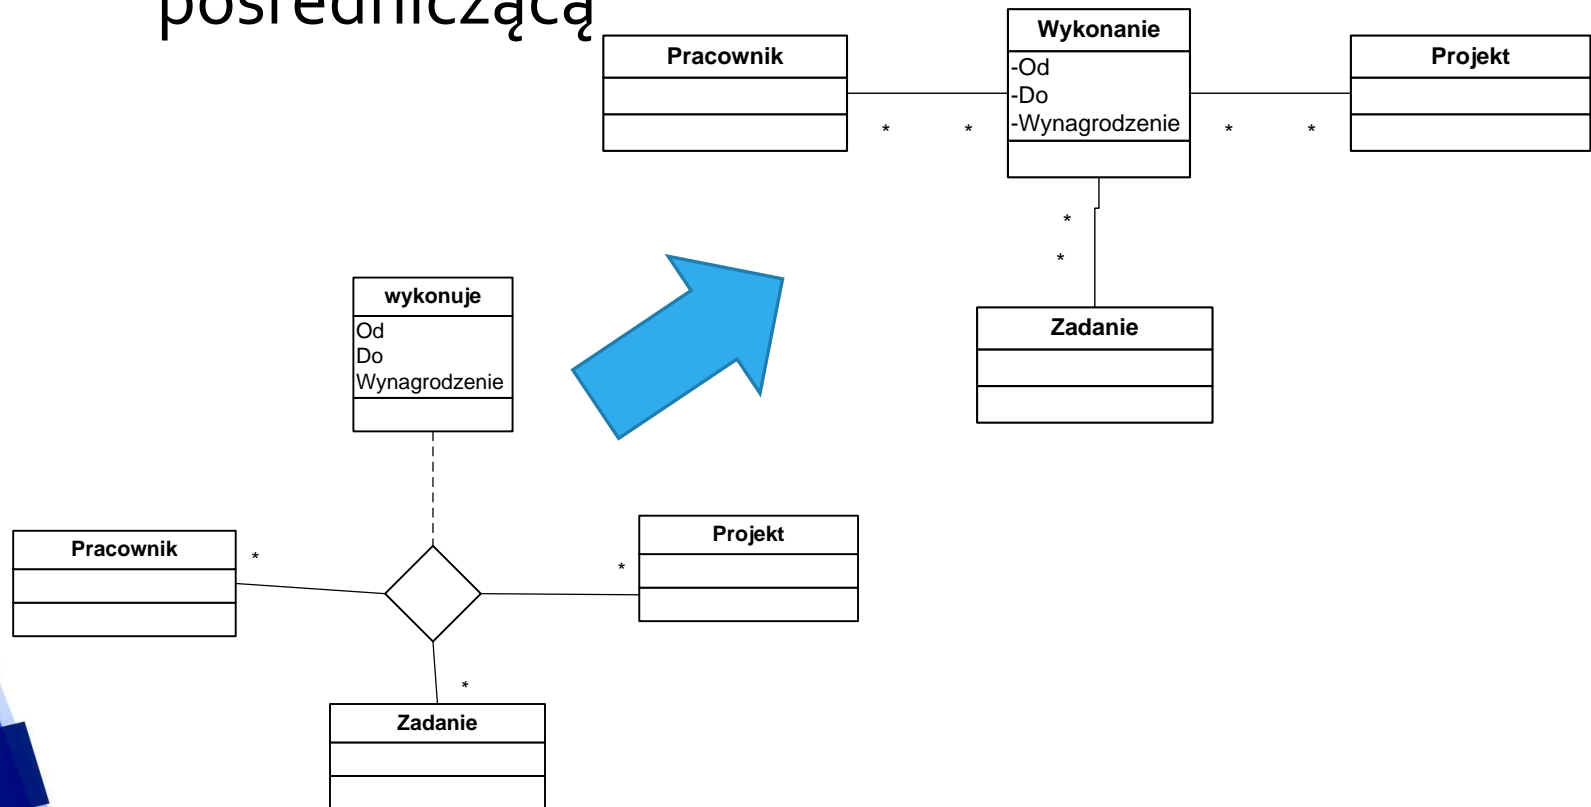 pośredniczącą
Pracownik
Wykonanie
-Od
-Do
-Wynagrodzenie
Projekt
* * * *
*
*
Zadanie
wykonuje
Od
Do
Wynagrodzenie
Pracownik
*
*
Projekt
*
Zadanie